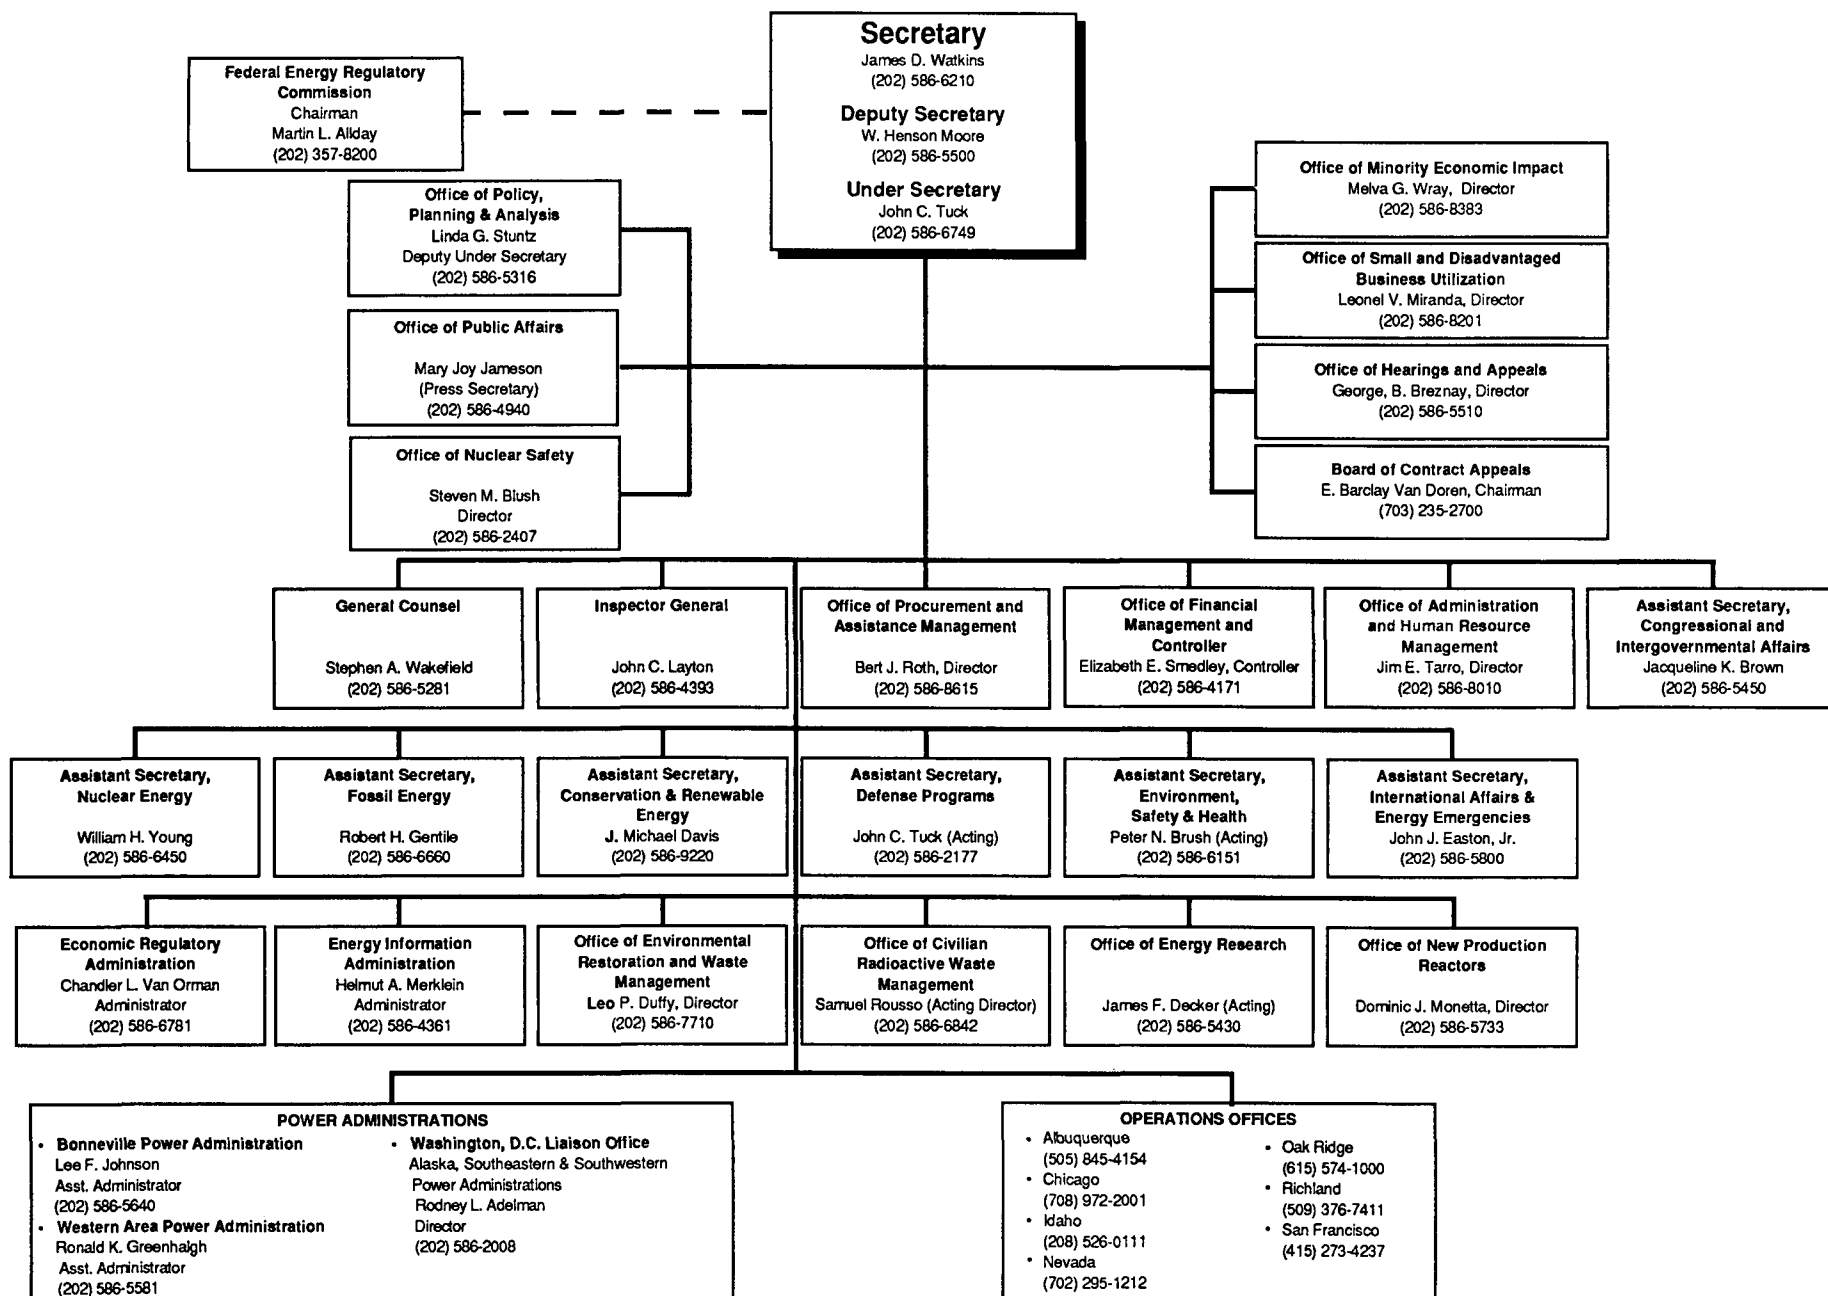 Secretary
James D. Watkins
(202) 586-6210
Deputy Secretary
W. Henson Moore
(202) 586-5500
Under Secretary
John C. Tuck
(202) 586-6749
Federal Energy Regulatory
Commission
Chairman
Martin L. Allday
(202) 357-8200
Office of Policy,
Planning & Analysis
Linda G. Stuntz
Deputy Under Secretary
(202) 586-5316
Office of Public Affairs
Mary Joy Jameson
(Press Secretary)
(202) 586-4940
Office of Nuclear Safety
Steven M. Blush
Director
(202) 586-2407
Office of Minority Economic Impact
Melva G. Wray, Director
(202) 586-8383
Office of Small and Disadvantaged
Business Utilization
Leonel V. Miranda, Director
(202) 586-8201
Office of Hearings and Appeals
George, B. Breznay, Director
(202) 586-5510
Board of Contract Appeals
E. Barclay Van Doren, Chairman
(703) 235-2700
General Counsel
Stephen A. Wakefield
(202) 586-5281
Inspector General
John C. Layton
(202) 586-4393
Office of Procurement and
Assistance Management
Bert J. Roth, Director
(202) 586-8615
Office of Financial
Management and
Controller
Elizabeth E. Smedley, Controller
(202) 586-4171
Office of Administration
and Human Resource
Management
Jim E. Tarro, Director
(202) 586-8010
Assistant Secretary,
Congressional and
Intergovernmental Affairs
Jacqueline K. Brown
(202) 586-5450
Assistant Secretary,
Nuclear Energy
William H. Young
(202) 586-6450
Assistant Secretary,
Fossil Energy
Robert H. Gentile
(202) 586-6660
Assistant Secretary,
Conservation & Renewable
Energy
J. Michael Davis
(202) 586-9220
Assistant Secretary,
Defense Programs
John C. Tuck (Acting)
(202) 586-2177
Assistant Secretary,
Environment,
Safety & Health
Peter N. Brush (Acting)
(202) 586-6151
Assistant Secretary,
International Affairs &
Energy Emergencies
John J. Easton, Jr.
(202) 586-5800
Economic Regulatory
Administration
Chandler L. Van Orman
Administrator
(202) 586-6781
Energy Information
Administration
Helmut A. Merklein
Administrator
(202) 586-4361
Office of Environmental
Restoration and Waste
Management
Leo P. Duffy, Director
(202) 586-7710
Office of Civilian
Radioactive Waste
Management
Samuel Rousso (Acting Director)
(202) 586-6842
Office of Energy Research
James F. Decker (Acting)
(202) 586-5430
Office of New Production
Reactors
Dominic J. Monetta, Director
(202) 586-5733
POWER ADMINISTRATIONS
• Bonneville Power Administration
Lee F. Johnson
Asst. Administrator
(202) 586-5640
• Western Area Power Administration
Ronald K. Greenhalgh
Asst. Administrator
(202) 586-5581
• Washington, D.C. Liaison Office
Alaska, Southeastern & Southwestern
Power Administrations
Rodney L. Adelman
Director
(202) 586-2008
OPERATIONS OFFICES
• Albuquerque
(505) 845-4154
• Chicago
(708) 972-2001
• Idaho
(208) 526-0111
• Nevada
(702) 295-1212
• Oak Ridge
(615) 574-1000
• Richland
(509) 376-7411
• San Francisco
(415) 273-4237